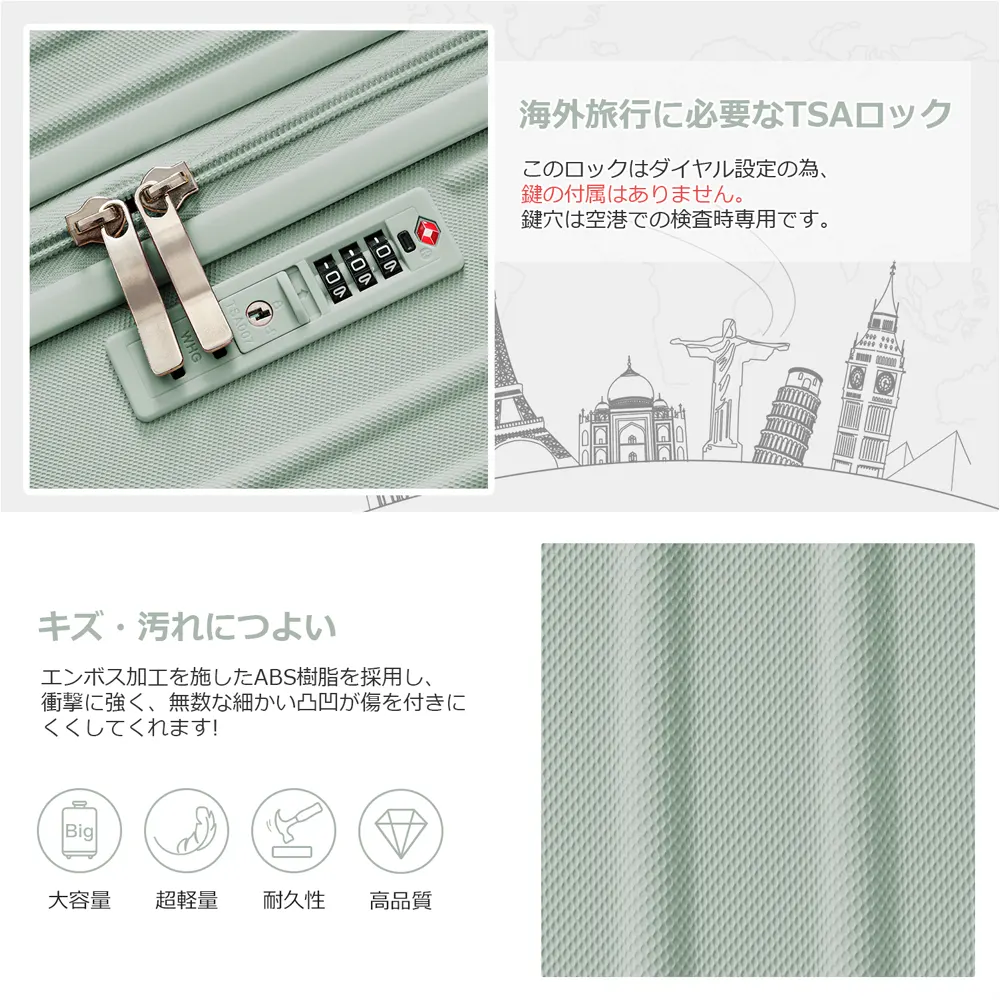 海外旅行に必要なTSAロック
このロックはダイヤル設定の為、
鍵の付属はありません。
鍵穴は空港での検査時専用です。
キズ・汚れにつよい
エンボス加工を施したABS樹脂を採用し、
衝撃に強く、無数な細かい凸凹が傷を付きに
くくしてくれます!
Big
大容量
超軽量
耐久性
高品質